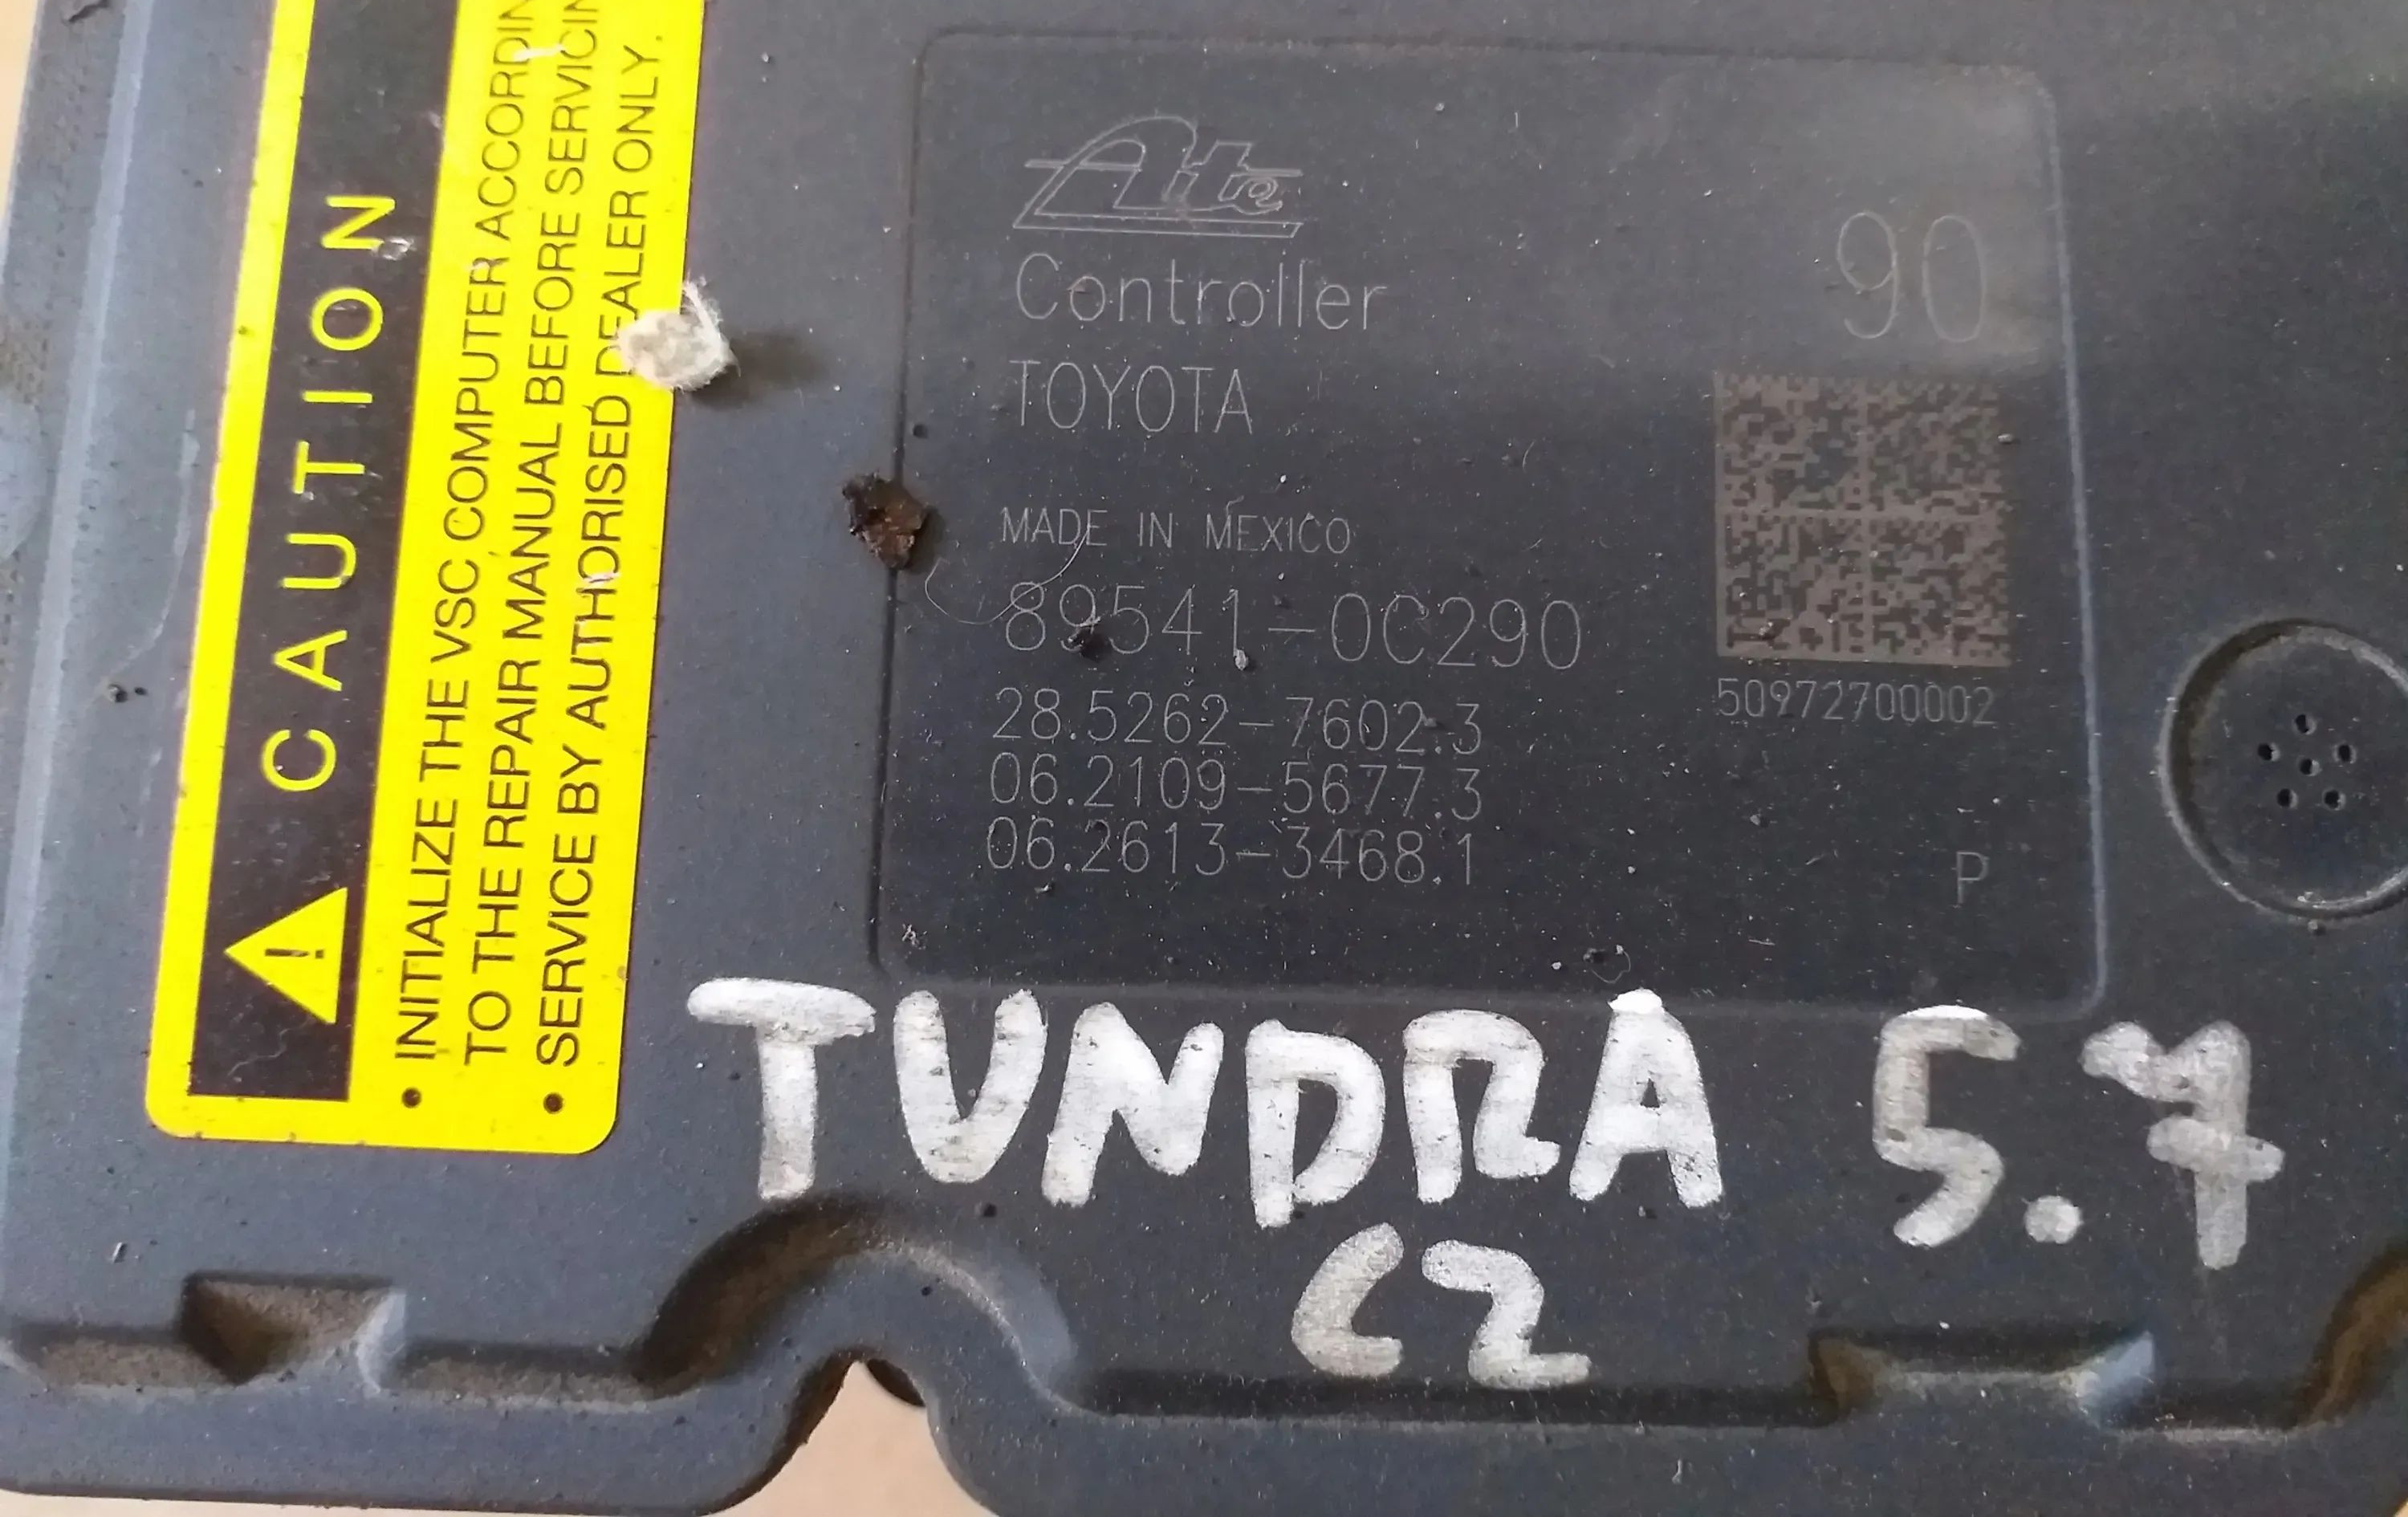 CAUTION
• INITIALIZE THE VSC COMPUTER ACCORDIN
TO THE REPAIR MANUAL BEFORE SERVICIN
• SERVICE BY AUTHORISED DEALER ONLY.
Ate
90
Controller
TOYOTA
MADE IN MEXICO
89541-0C290
50972700002
28.5262-7602.3
06.2109-5677.3
06.2613-3468.1
P
TUNDRA 5.7
CZ